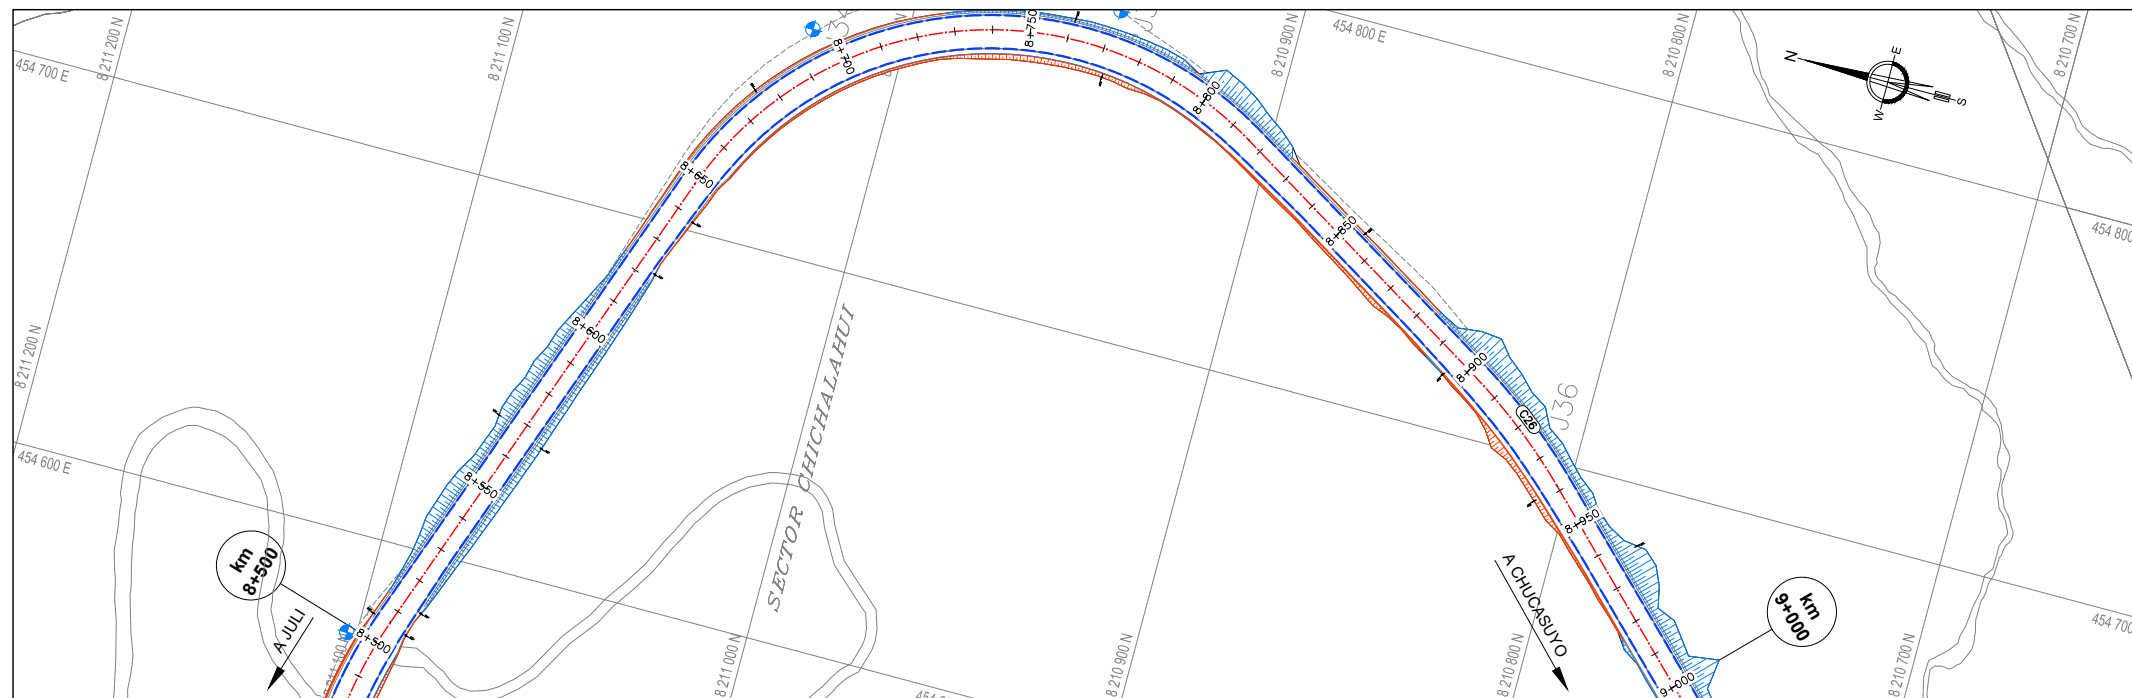 8 211 200 N
8 211 100 N
8 210 900 N
454 800 E
8 210 800 N
8 210 700 N
454 700 E
N
E
W
S
8+700
8+750
8+800
8+650
8+850
454 800
8 211 200 N
8+600
8+900
C26
J36
SECTOR CHICHALAHUI
454 600 E
8+550
8+950
km
8+500
A JULI
8+500
A CHUCASUYO
km
9+000
454 700
8 211 000 N
8 210 900 N
8 210 800 N
8 210 700 N
9+000